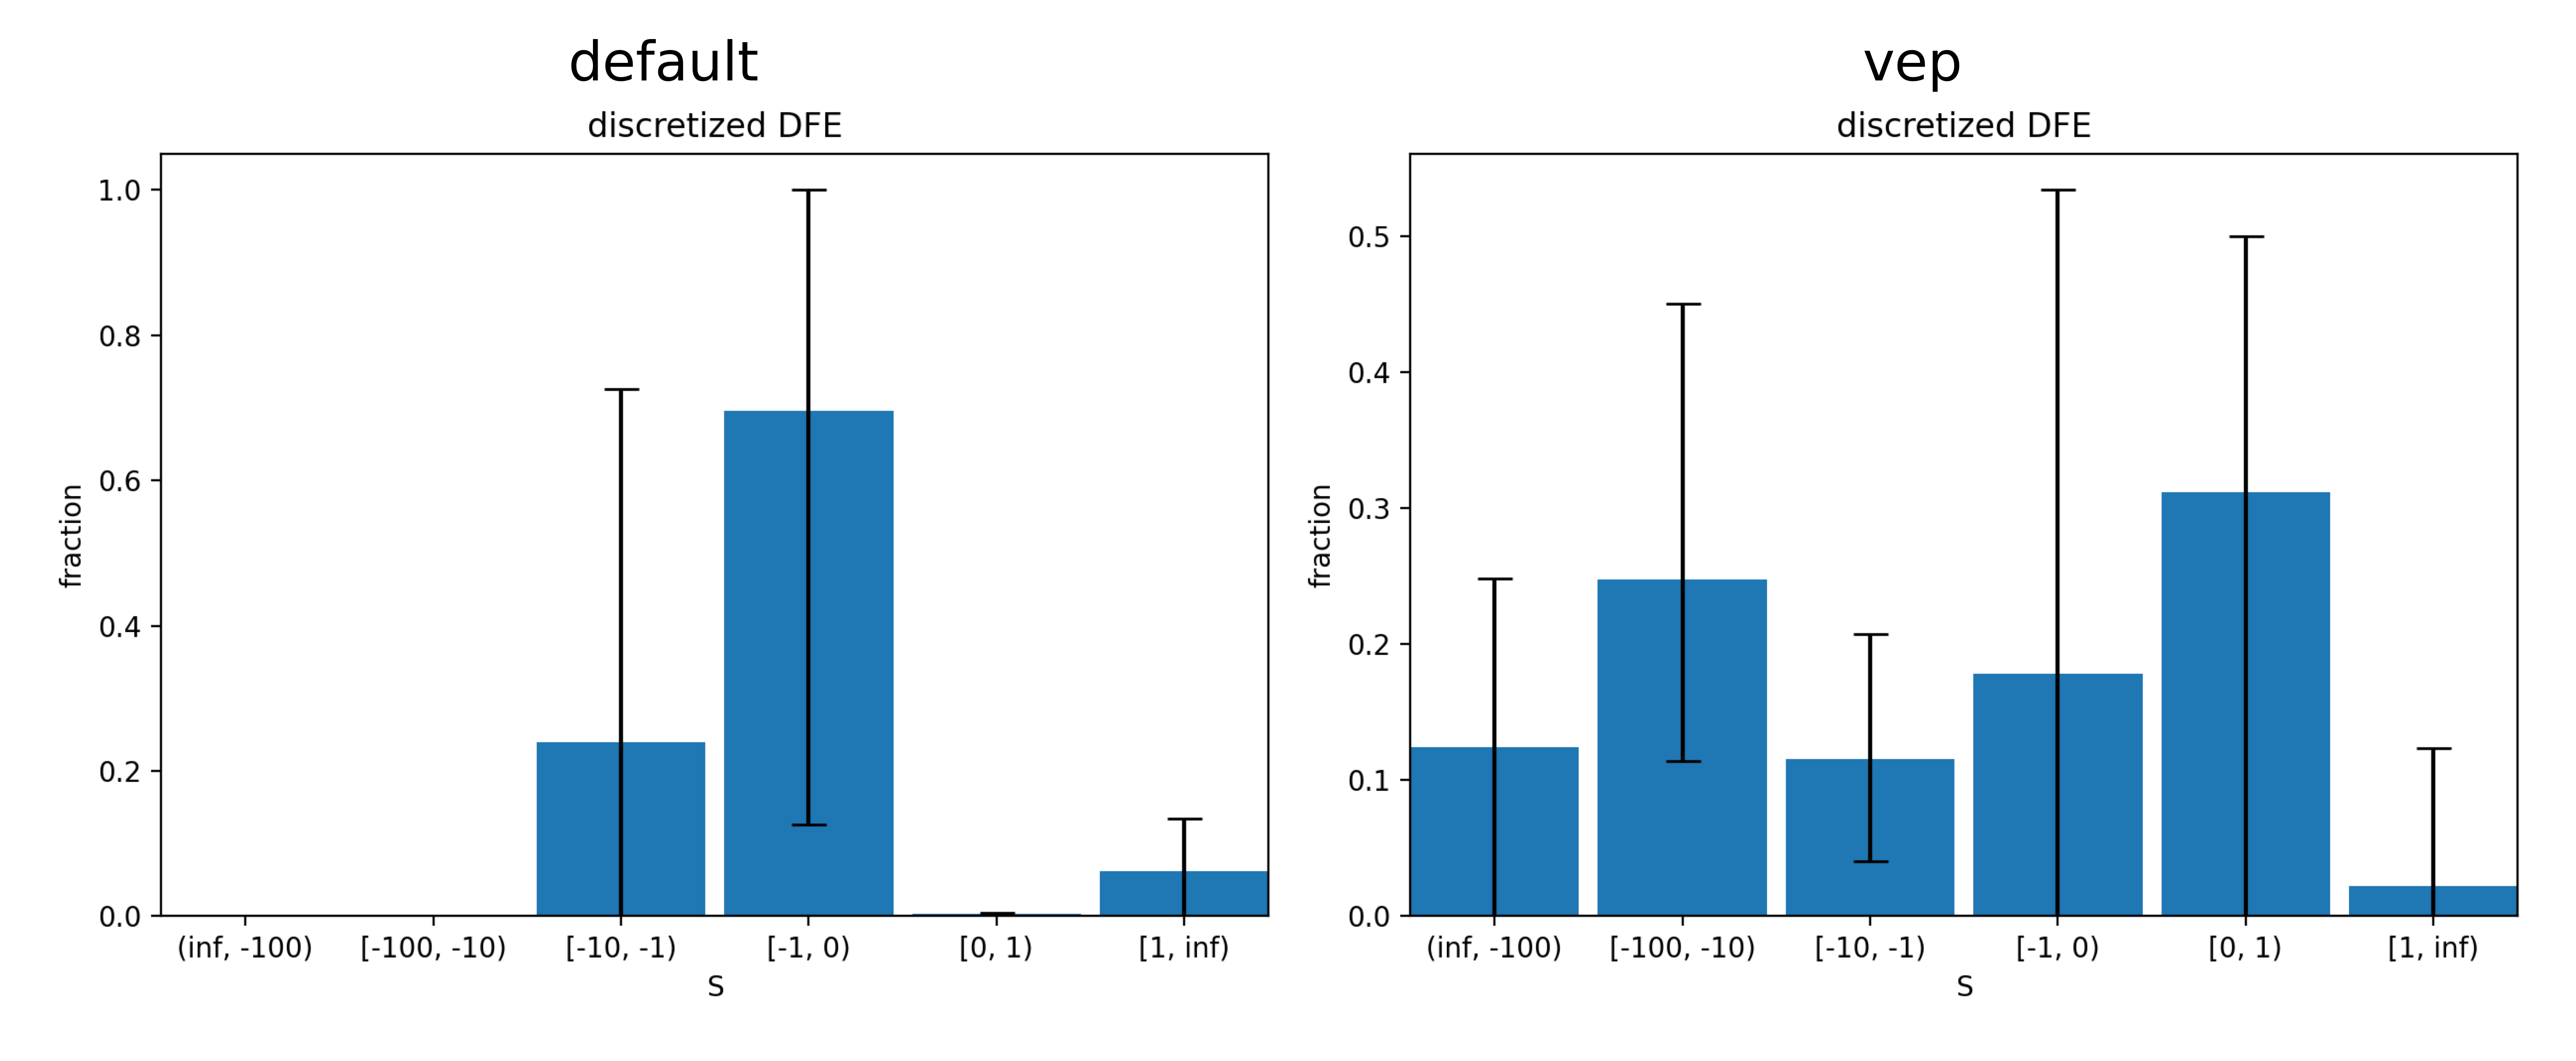 default
discretized DFE
1.0
0.8
0.6
0.4
0.2
0.0
fraction
(inf, -100)
[-100, -10)
[-10, -1)
[-1, 0)
[0, 1)
[1, inf)
S
vep
discretized DFE
0.5
0.4
0.3
0.2
0.1
0.0
fraction
(inf, -100)
[-100, -10)
[-10, -1)
[-1, 0)
[0, 1)
[1, inf)
S